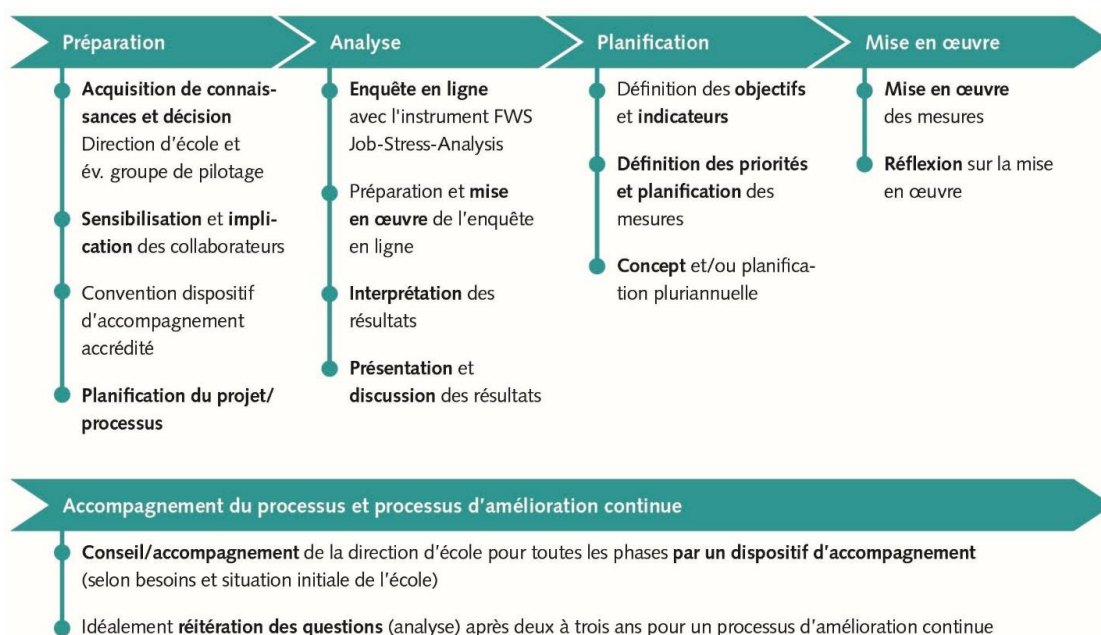 Préparation
Acquisition de connais-
sances et décision
Direction d'école et
év. groupe de pilotage
Sensibilisation et impli-
cation des collaborateurs
Convention dispositif
d'accompagnement
accrédité
Planification du projet/
processus
Analyse
Enquête en ligne
avec l'instrument FWS
Job-Stress-Analysis
Préparation et mise
en œuvre de l'enquête
en ligne
Interprétation des
résultats
Présentation et
discussion des résultats
Planification
Définition des objectifs
et indicateurs
Définition des priorités
et planification des
mesures
Concept et/ou planifica-
tion pluriannuelle
Mise en œuvre
Mise en œuvre
des mesures
Réflexion sur la mise
en œuvre
Accompagnement du processus et processus d'amélioration continue
Conseil/accompagnement de la direction d'école pour toutes les phases par un dispositif d'accompagnement
(selon besoins et situation initiale de l'école)
Idéalement réitération des questions (analyse) après deux à trois ans pour un processus d'amélioration continue